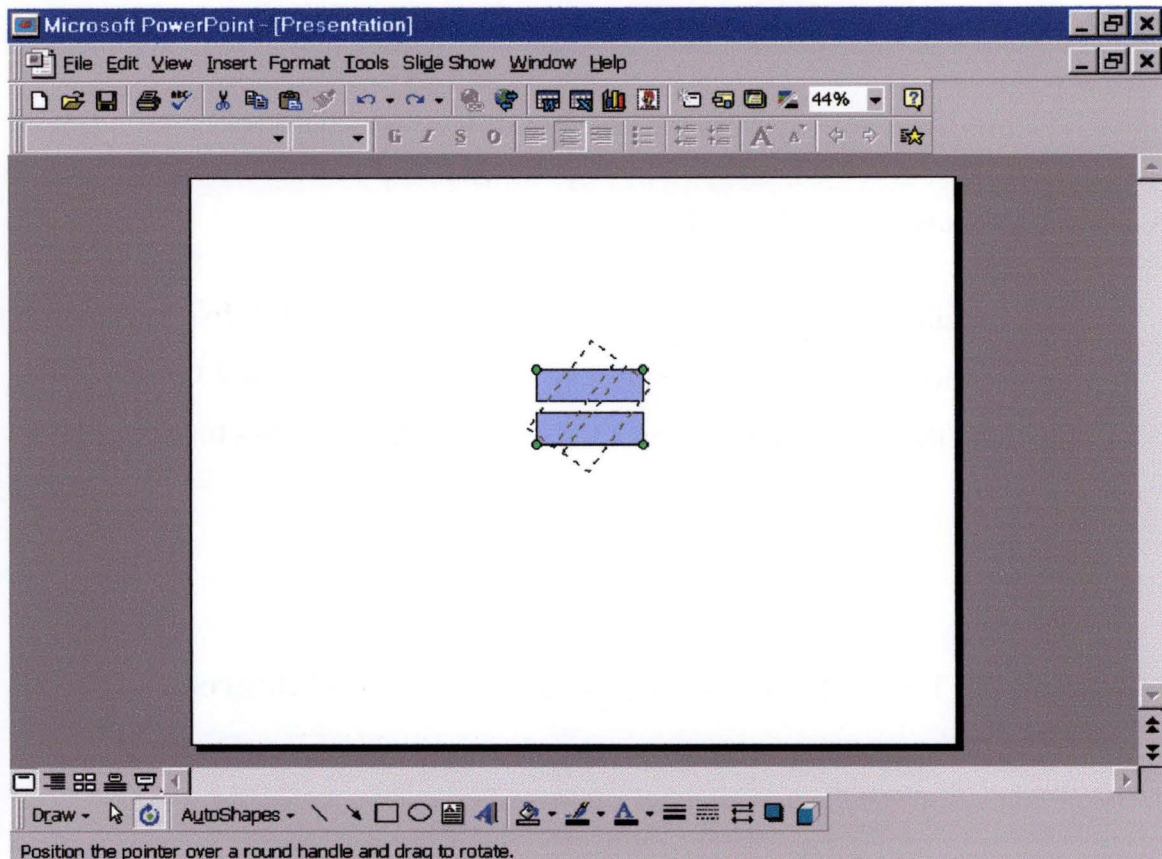 Microsoft PowerPoint - [Presentation]
File Edit View Insert Format Tools Slide Show Window Help
ABC 44% ?
G I S O A A
Draw AutoShapes A A
Position the pointer over a round handle and drag to rotate.